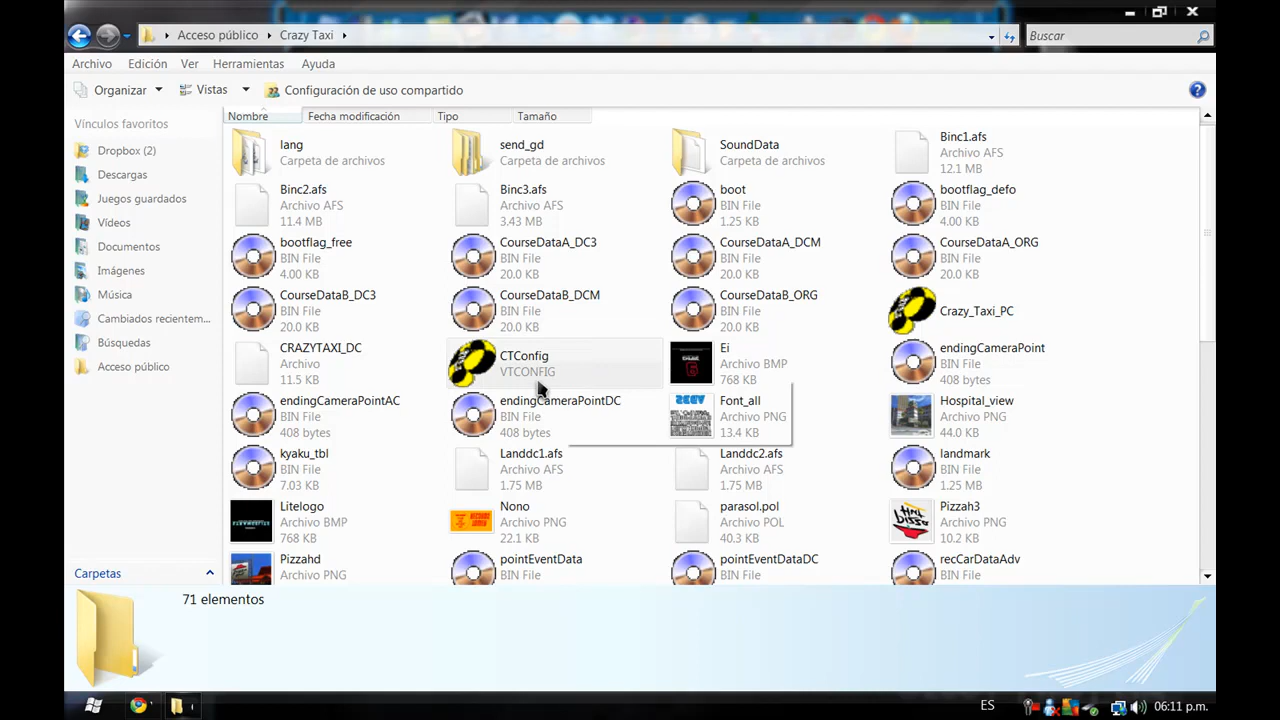 Acceso público
Crazy Taxi
Buscar
Archivo
Edición
Ver
Herramientas
Ayuda
Organizar
Vistas
Configuración de uso compartido
Vínculos favoritos
Dropbox (2)
Descargas
Juegos guardados
Vídeos
Documentos
Imágenes
Música
Cambiados recientem...
Búsquedas
Acceso público
Carpetas
Nombre
Fecha modificación
Tipo
Tamaño
lang
Carpeta de archivos
send_gd
Carpeta de archivos
SoundData
Carpeta de archivos
Binc1.afs
Archivo AFS
12.1 MB
Binc2.afs
Archivo AFS
11.4 MB
Binc3.afs
Archivo AFS
3.43 MB
boot
BIN File
1.25 KB
bootflag_defo
BIN File
4.00 KB
bootflag_free
BIN File
4.00 KB
CourseDataA_DC3
BIN File
20.0 KB
CourseDataA_DCM
BIN File
20.0 KB
CourseDataA_ORG
BIN File
20.0 KB
CourseDataB_DC3
BIN File
20.0 KB
CourseDataB_DCM
BIN File
20.0 KB
CourseDataB_ORG
BIN File
20.0 KB
Crazy_Taxi_PC
CRAZYTAXI_DC
Archivo
11.5 KB
CTConfig
VTCONFIG
Ei
Archivo BMP
768 KB
endingCameraPoint
BIN File
408 bytes
endingCameraPointAC
BIN File
408 bytes
endingCameraPointDC
BIN File
408 bytes
Font_all
Archivo PNG
13.4 KB
Hospital_view
Archivo PNG
44.0 KB
kyaku_tbl
BIN File
7.03 KB
Landdc1.afs
Archivo AFS
1.75 MB
Landdc2.afs
Archivo AFS
1.75 MB
landmark
BIN File
1.25 MB
Litelogo
Archivo BMP
768 KB
Nono
Archivo PNG
22.1 KB
parasol.pol
Archivo POL
40.3 KB
Pizzah3
Archivo PNG
10.2 KB
Pizzahd
Archivo PNG
pointEventData
BIN File
pointEventDataDC
BIN File
recCarDataAdv
BIN File
71 elementos
ES
06:11 p.m.